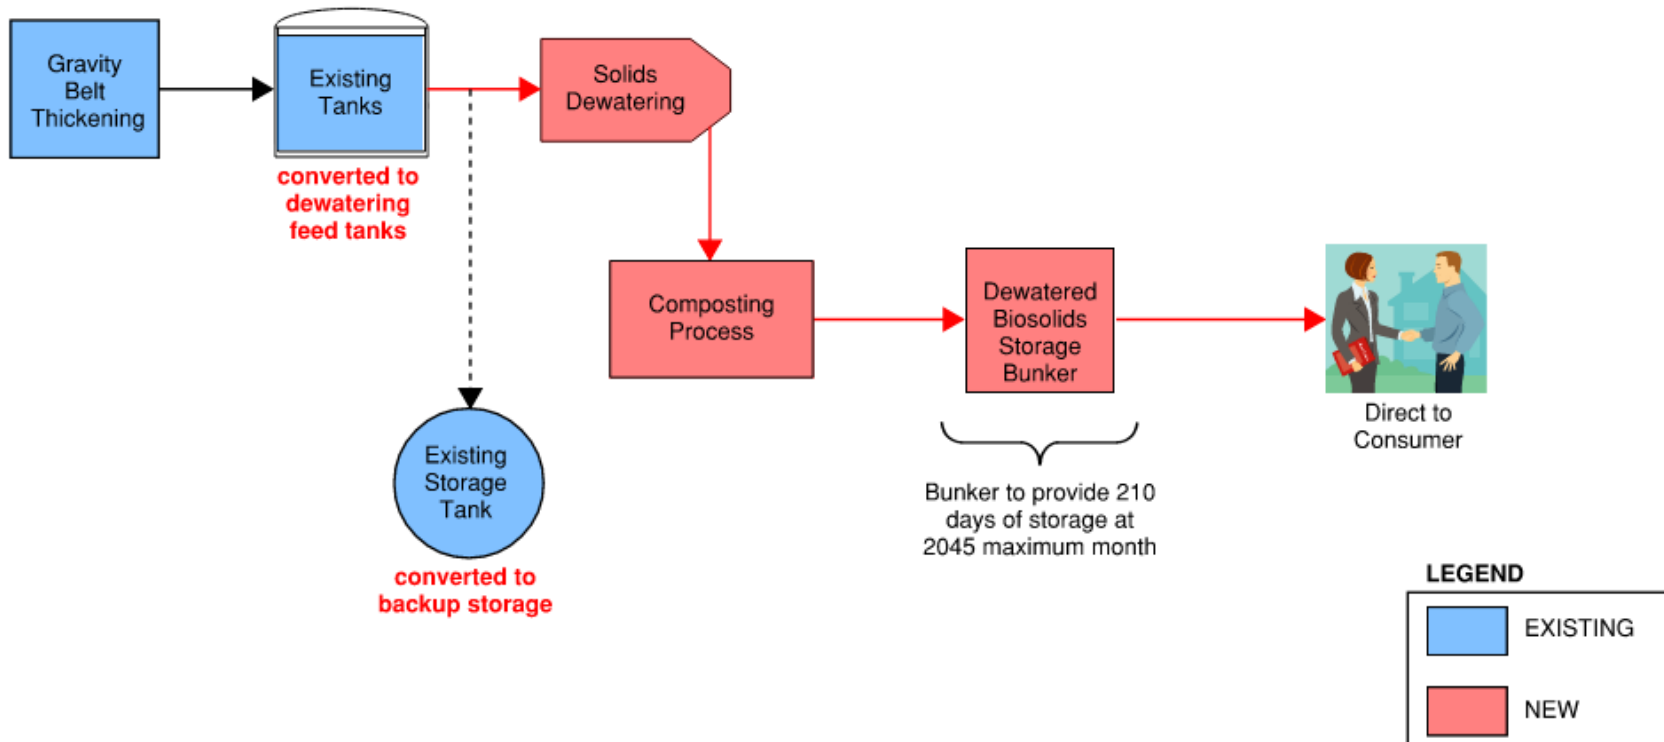 Gravity
Belt
Thickening
Existing
Tanks
converted to
dewatering
feed tanks
Solids
Dewatering
Composting
Process
Dewatered
Biosolids
Storage
Bunker
Direct to
Consumer
Existing
Storage
Tank
converted to
backup storage
Bunker to provide 210
days of storage at
2045 maximum month
LEGEND
EXISTING
NEW